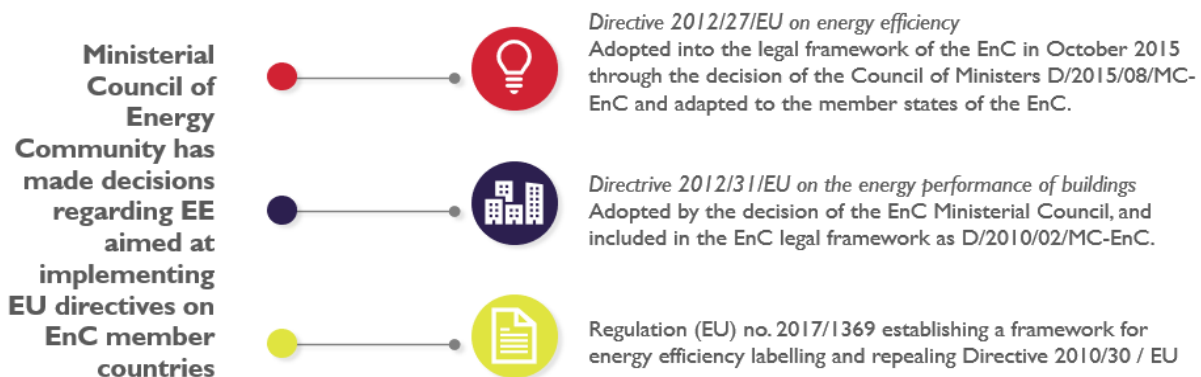 Ministerial
Council of
Energy
Community has
made decisions
regarding EE
aimed at
implementing
EU directives on
EnC member
countries
Directive 2012/27/EU on energy efficiency
Adopted into the legal framework of the EnC in October 2015
through the decision of the Council of Ministers D/2015/08/MC-
EnC and adapted to the member states of the EnC.
Directrive 2012/31/EU on the energy performance of buildings
Adopted by the decision of the EnC Ministerial Council, and
included in the EnC legal framework as D/2010/02/MC-EnC.
Regulation (EU) no. 2017/1369 establishing a framework for
energy efficiency labelling and repealing Directive 2010/30 / EU